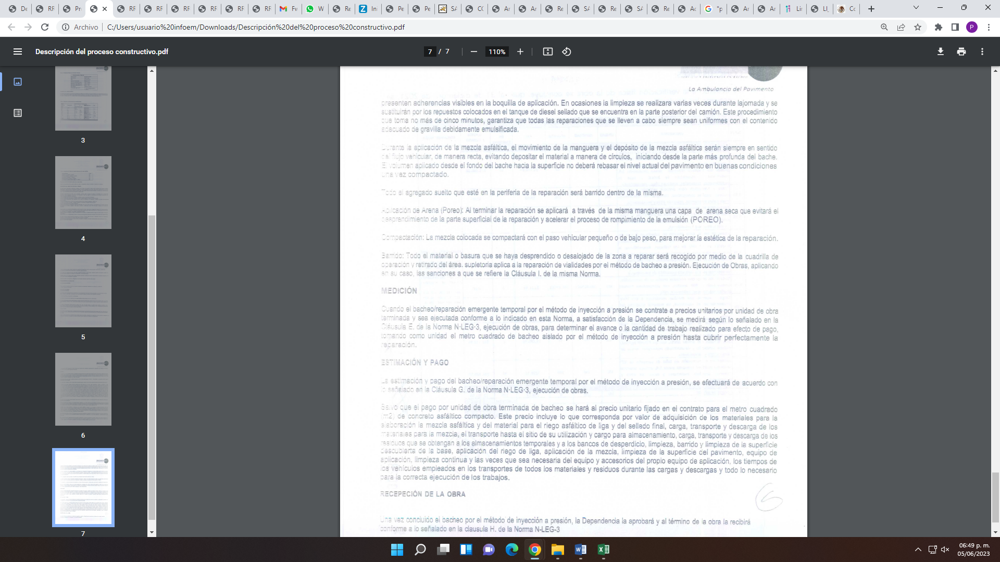 De
RF
RF
Pr
RF
RF
RF
RF
RF
RF
Fw
W
Re
In
Pe
Pe
SA
CC
Ar
Ar
Re
SA
Re
SA
Re
Ac
"p
Ar
Ar
Lin
LI_
Cc
Archivo
C:/Users/usuario%20infoem/Downloads/Descripción%20del%20proceso%20constructivo.pdf
P
Descripción del proceso constructivo.pdf
7 / 7
110%
3
4
5
6
7
La Ambulancia del Pavimento
presenten adherencias visibles en la boquilla de aplicación. En ocasiones la limpieza se realizara varias veces durante lajornada y se
sustituirán por los repuestos colocados en el tanque de diesel sellado que se encuentra en la parte posterior del camión. Este procedimiento
que toma no más de cinco minutos, garantiza que todas las reparaciones que se lleven a cabo siempre sean uniformes con el contenido
adecuado de gravilla debidamente emulsificada.
Durante la aplicación de la mezcla asfáltica, el movimiento de la manguera y el depósito de la mezcla asfáltica serán siempre en sentido
del flujo vehicular, de manera recta, evitando depositar el material a manera de círculos, iniciando desde la parte más profunda del bache.
El volumen aplicado desde el fondo del bache hacia la superficie no deberá rebasar el nivel actual del pavimento en buenas condiciones
una vez compactado.
Todo el agregado suelto que esté en la periferia de la reparación será barrido dentro de la misma.
Aplicación de Arena (Poreo): Al terminar la reparación se aplicará a través de la misma manguera una capa de arena seca que evitará el
desprendimiento de la parte superficial de la reparación y acelerar el proceso de rompimiento de la emulsión (POREO).
Compactación: La mezcla colocada se compactará con el paso vehicular pequeño o de bajo peso, para mejorar la estética de la reparación.
Barrido: Todo el material o basura que se haya desprendido o desalojado de la zona a reparar será recogido por medio de la cuadrilla de
operación y retirado del área. supletoria aplica a la reparación de vialidades por el método de bacheo a presión. Ejecución de Obras, aplicando
en su caso, las sanciones a que se refiere la Cláusula I. de la misma Norma.
MEDICIÓN
Cuando el bacheo/reparación emergente temporal por el método de inyección a presión se contrate a precios unitarios por unidad de obra
terminada y sea ejecutada conforme a lo indicado en esta Norma, a satisfacción de la Dependencia, se medirá según lo señalado en la
Cláusula E. de la Norma N·LEG·3, ejecución de obras, para determinar el avance o la cantidad de trabajo realizado para efecto de pago,
tomando como unidad el metro cuadrado de bacheo aislado por el método de inyección a presión hasta cubrir perfectamente la
reparación.
ESTIMACIÓN Y PAGO
La estimación y pago del bacheo/reparación emergente temporal por el método de inyección a presión, se efectuará de acuerdo con
lo señalado en la Cláusula G. de la Norma N·LEG·3, ejecución de obras.
Salvo que el pago por unidad de obra terminada de bacheo se hará al precio unitario fijado en el contrato para el metro cuadrado
(m2) de concreto asfáltico compacto. Este precio incluye lo que corresponda por valor de adquisición de los materiales para la
elaboración la mezcla asfáltica y del material para el riego asfáltico de liga y del sellado final, carga, transporte y descarga de los
materiales para la mezcla, el transporte hasta el sitio de su utilización y cargo para almacenamiento, carga, transporte y descarga de los
residuos que se obtengan a los almacenamientos temporales y a los bancos de desperdicio, limpieza, barrido y limpieza de la superficie
descubierta de la base, aplicación del riego de liga, aplicación de la mezcla, limpieza de la superficie del pavimento, equipo de
aplicación, limpieza continua y las veces que sea necesaria del equipo y accesorios del propio equipo de aplicación, los tiempos de
los vehículos empleados en los transportes de todos los materiales y residuos durante las cargas y descargas y todo lo necesario
para la correcta ejecución de los trabajos.
RECEPECIÓN DE LA OBRA
Una vez concluido el bacheo por el método de inyección a presión, la Dependencia la aprobará y al término de la obra la recibirá
conforme a lo señalado en la clausula H. de la Norma N-LEG-3
06:49 p. m.
05/06/2023